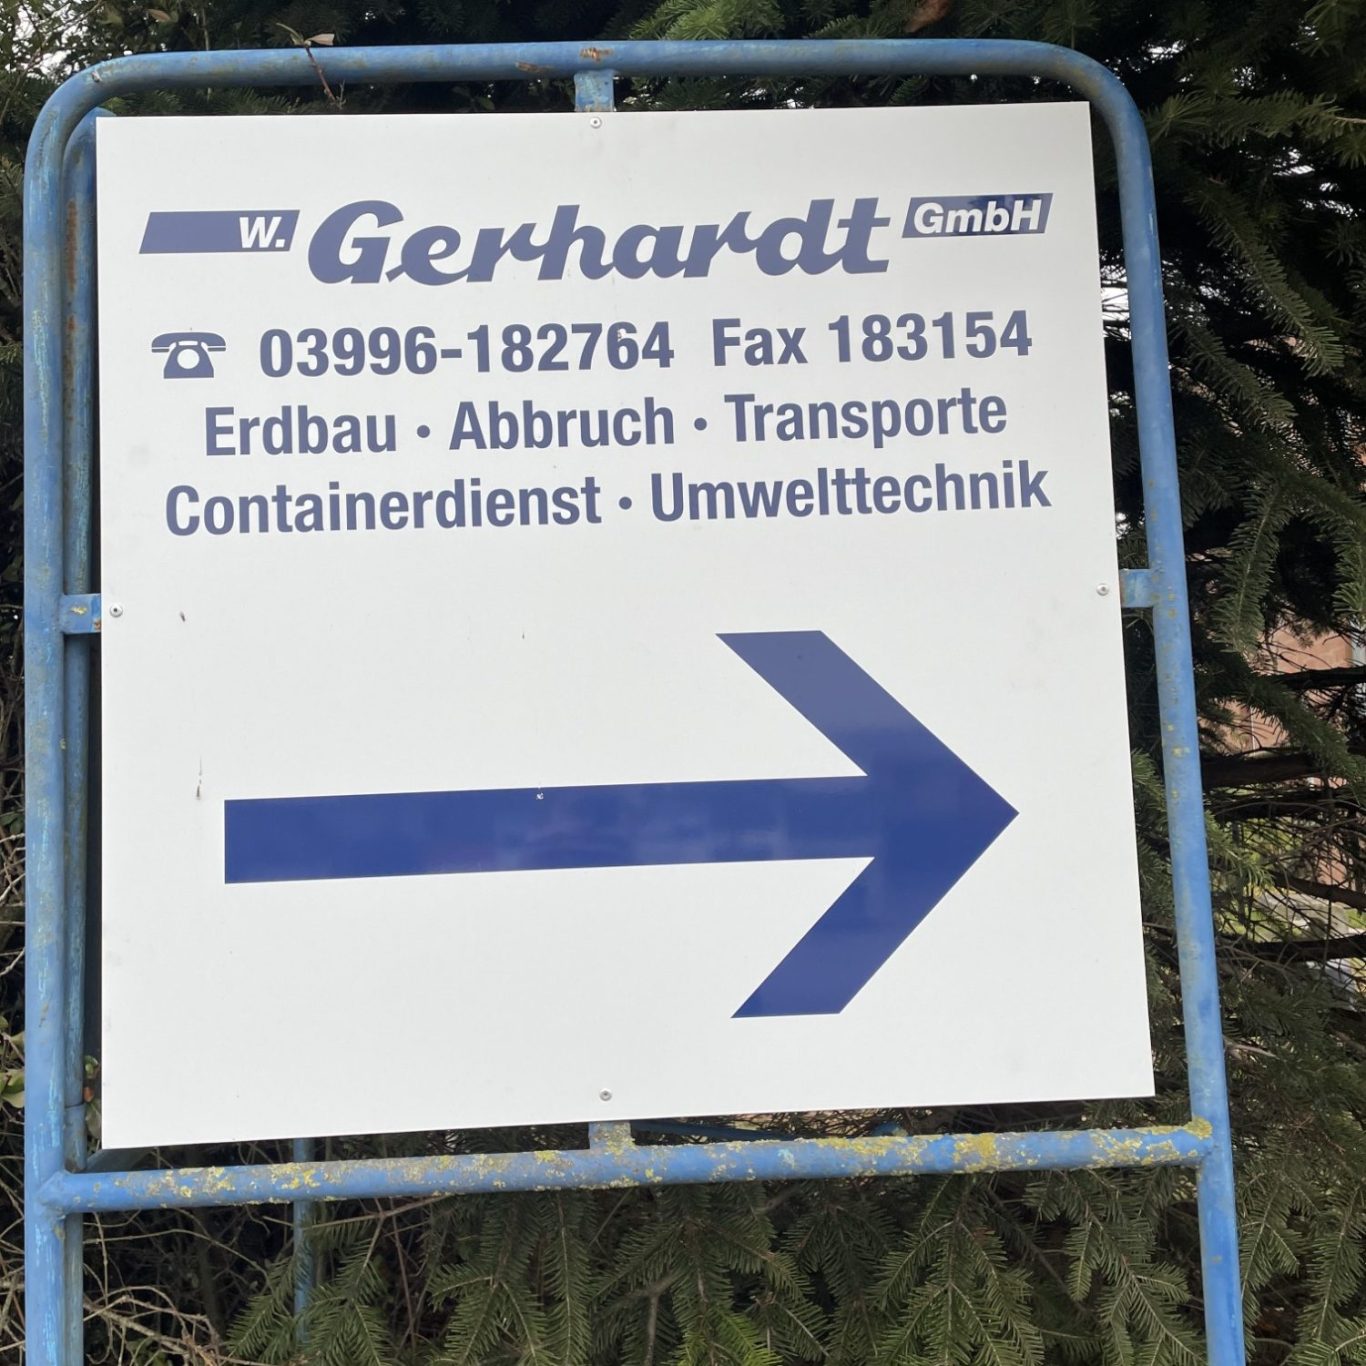 W. Gerhardt GmbH
☎ 03996-182764 Fax 183154
Erdbau · Abbruch · Transporte
Containerdienst · Umwelttechnik